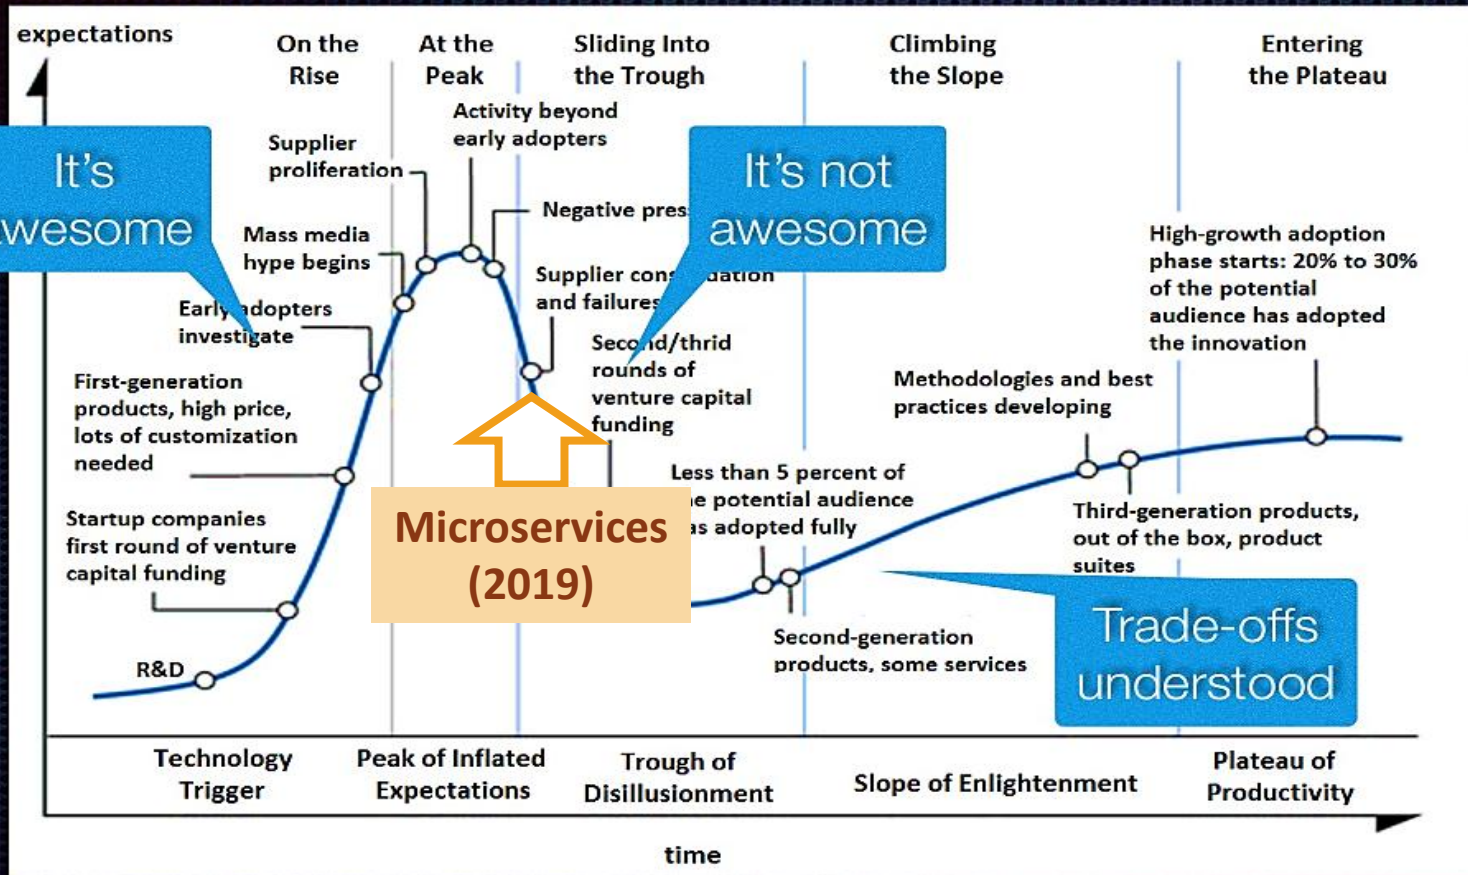 expectations
On the
Rise
At the
Peak
Sliding Into
the Trough
Climbing
the Slope
Entering
the Plateau
Activity beyond
early adopters
Supplier
proliferation
It's
wesome
It's not
awesome
Negative pres
Mass media
hype begins
Supplier cons dation
and failures
Early adopters
investigate
Second/thrid
rounds of
venture capital
funding
High-growth adoption
phase starts: 20% to 30%
of the potential
audience has adopted
the innovation
First-generation
products, high price,
lots of customization
needed
Methodologies and best
practices developing
Less than 5 percent of
e potential audience
as adopted fully
Microservices
(2019)
Startup companies
first round of venture
capital funding
Third-generation products,
out of the box, product
suites
R&D
Second-generation
products, some services
Trade-offs
understood
Technology
Trigger
Peak of Inflated
Expectations
Trough of
Disillusionment
Slope of Enlightenment
Plateau of
Productivity
time